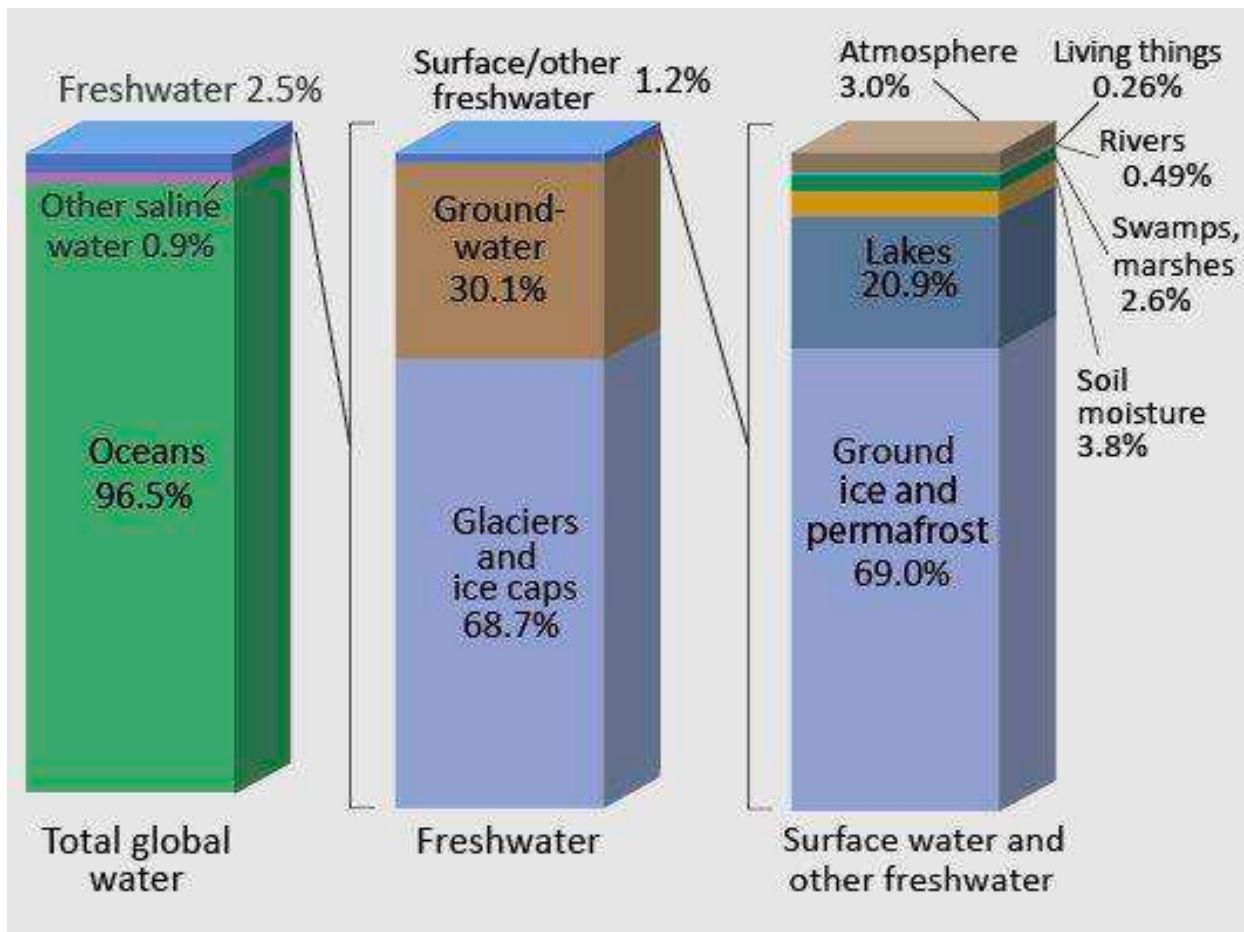 Freshwater 2.5%
Other saline
water 0.9%
Oceans
96.5%
Total global
water
Surface/other
freshwater
1.2%
Ground-
water
30.1%
Glaciers
and
ice caps
68.7%
Freshwater
Atmosphere
3.0%
Living things
0.26%
Rivers
0.49%
Swamps,
marshes
2.6%
Soil
moisture
3.8%
Lakes
20.9%
Ground
ice and
permafrost
69.0%
Surface water and
other freshwater